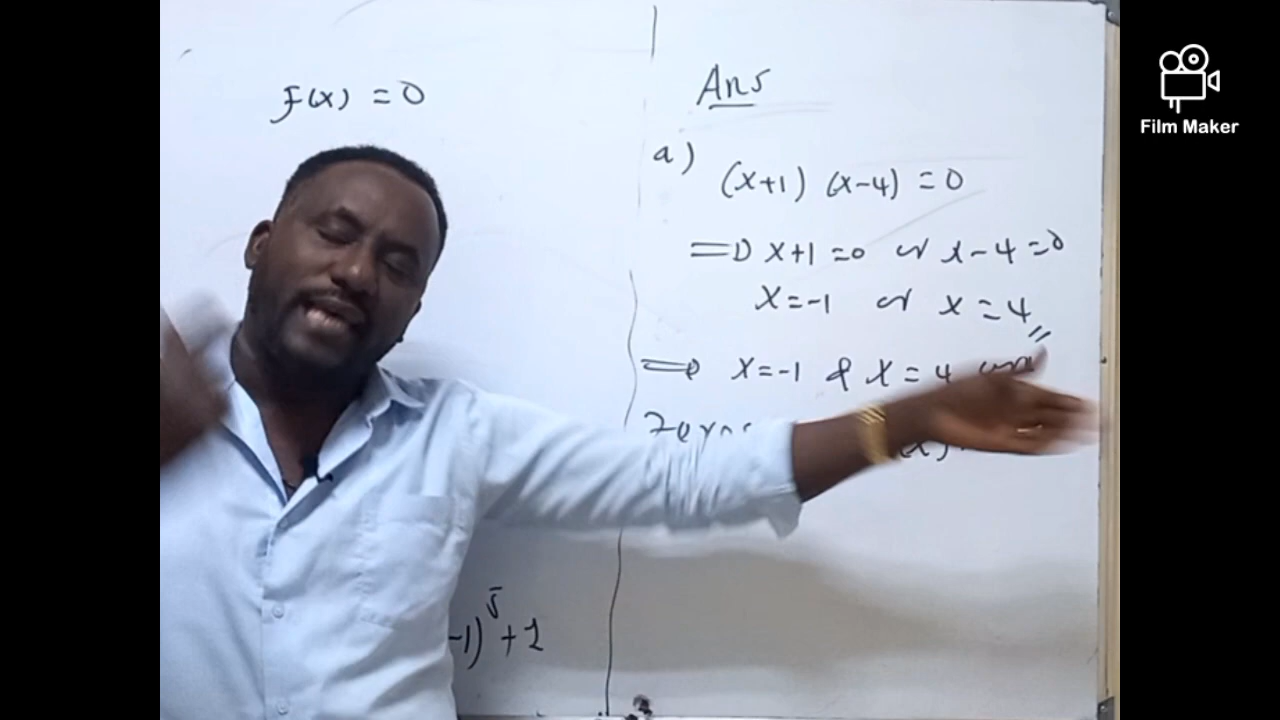 F(x) = 0
Ans
a)
(x+1) (x-4) = 0
⇒ x+1 = 0 or x-4 = 0
x = -1 or x = 4
⇒ x = -1 & x = 4
-1)⁵ + 2
Film Maker